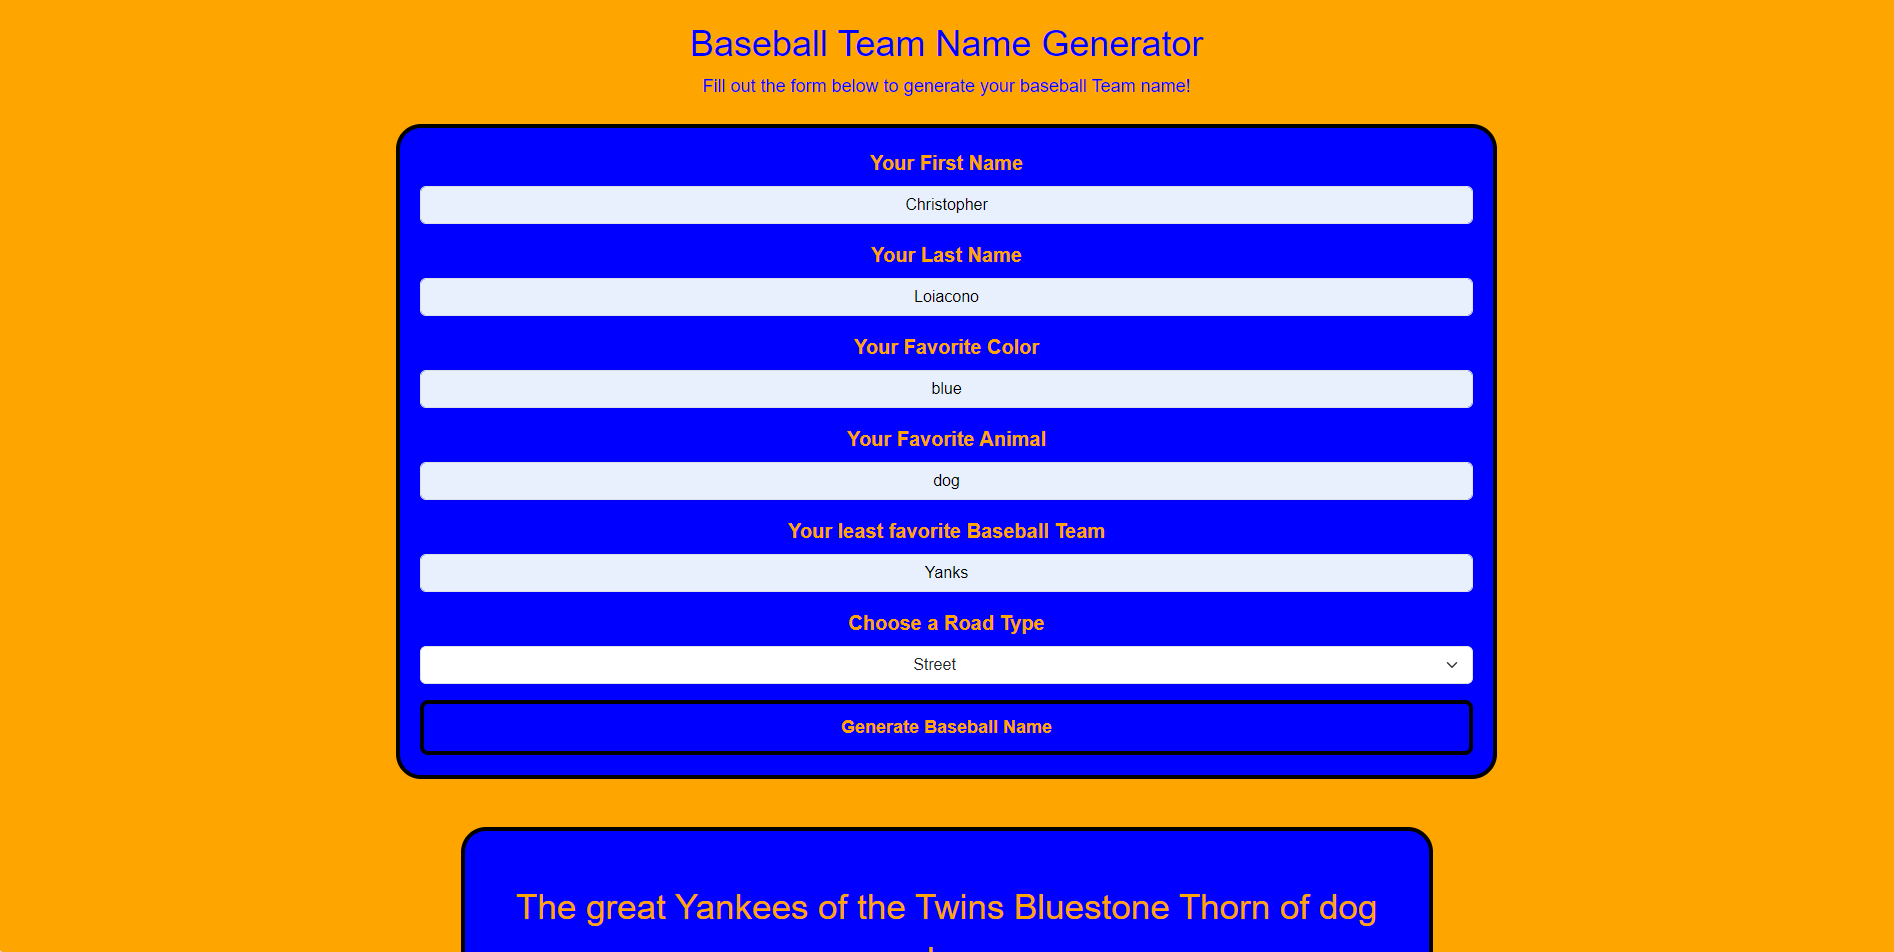 Baseball Team Name Generator
Fill out the form below to generate your baseball Team name!
Your First Name
Christopher
Your Last Name
Loiacono
Your Favorite Color
blue
Your Favorite Animal
dog
Your least favorite Baseball Team
Yanks
Choose a Road Type
Street
Generate Baseball Name
The great Yankees of the Twins Bluestone Thorn of dog